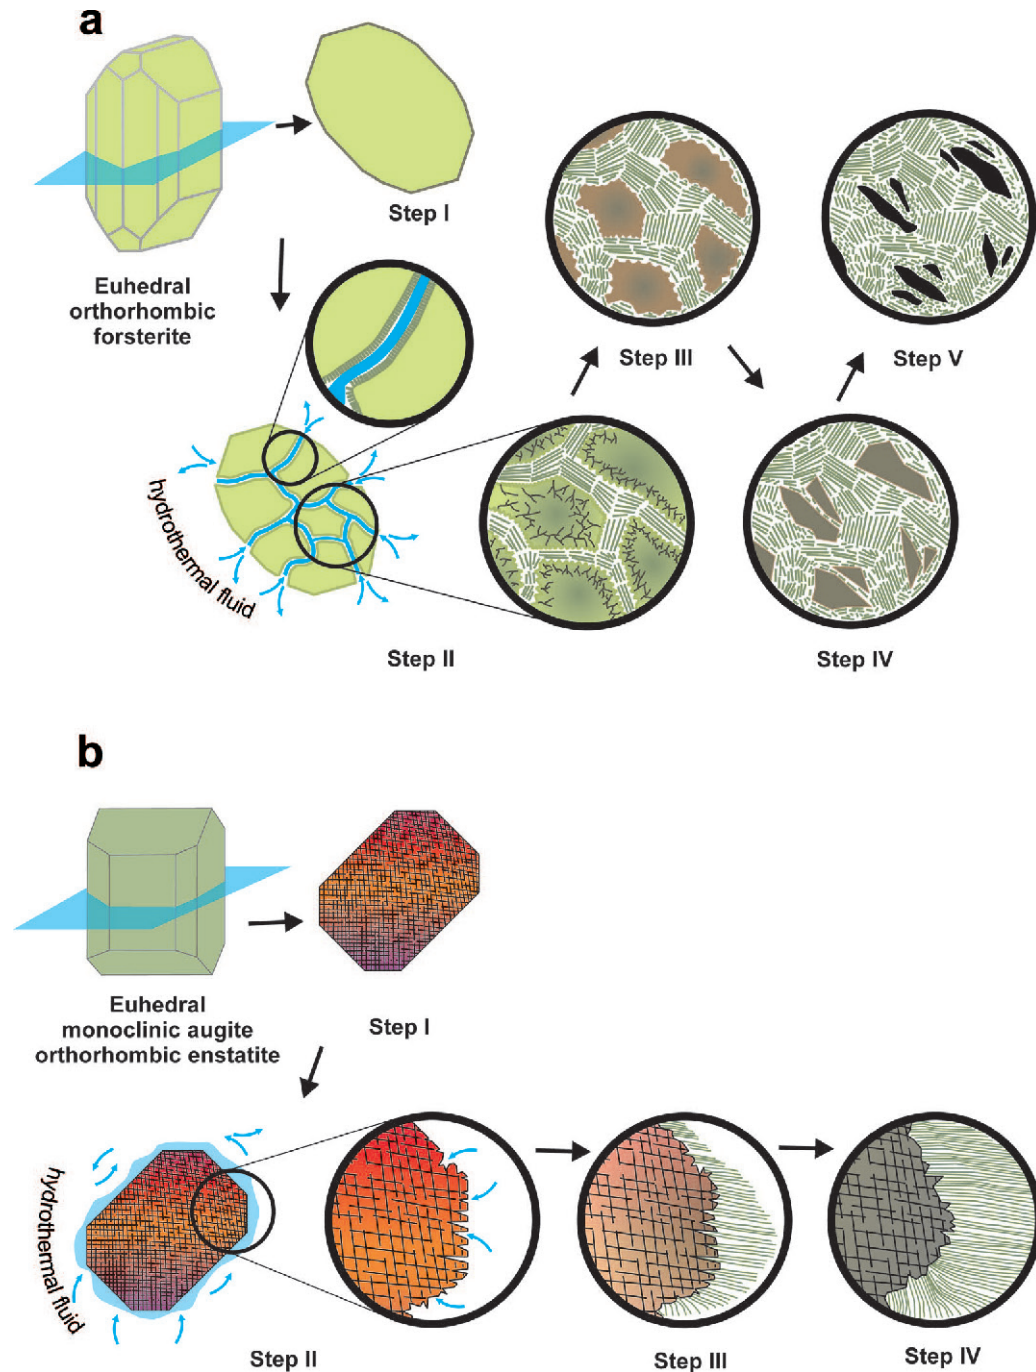 a
Step I
Euhedral
orthorhombic
forsterite
Step III
Step V
hydrothermal fluid
Step II
Step IV
b
Euhedral
monoclinic augite
orthorhombic enstatite
Step I
hydrothermal fluid
Step II
Step III
Step IV